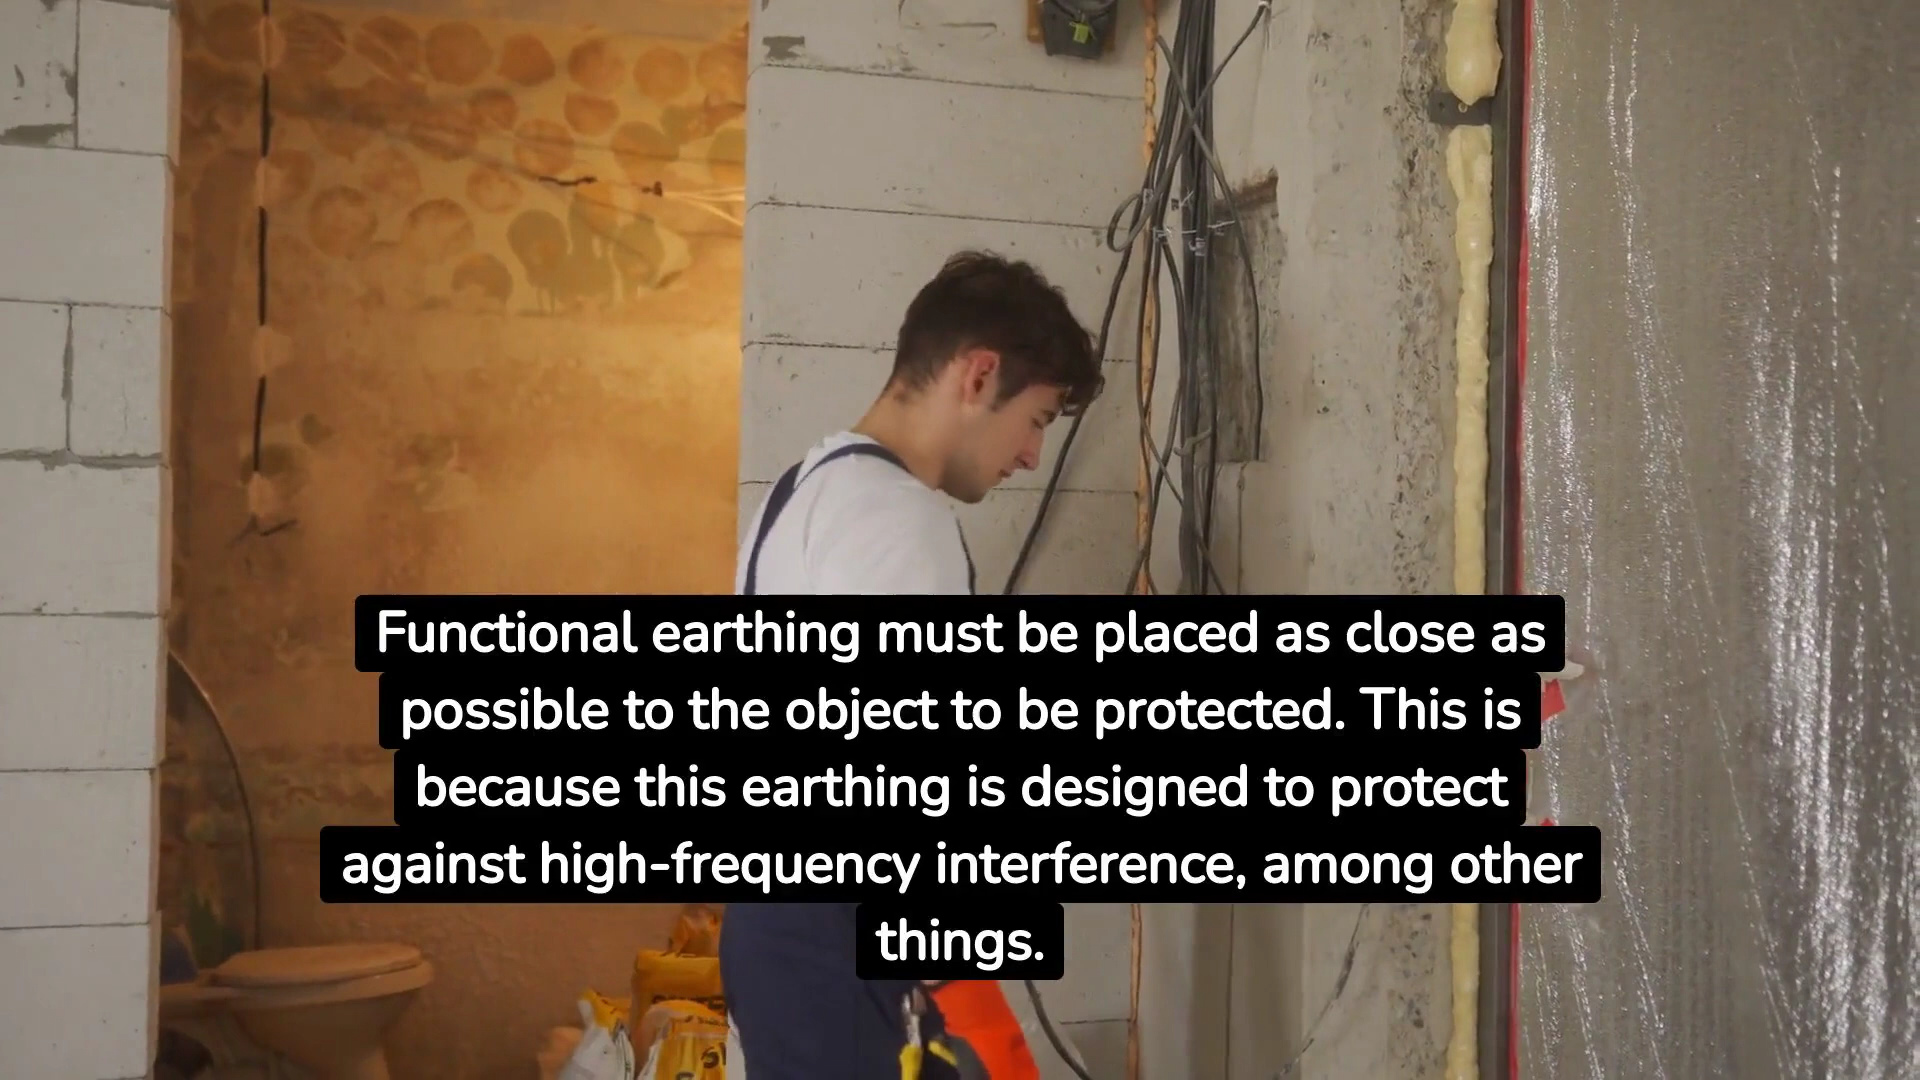 Functional earthing must be placed as close as
possible to the object to be protected. This is
because this earthing is designed to protect
against high-frequency interference, among other
things.